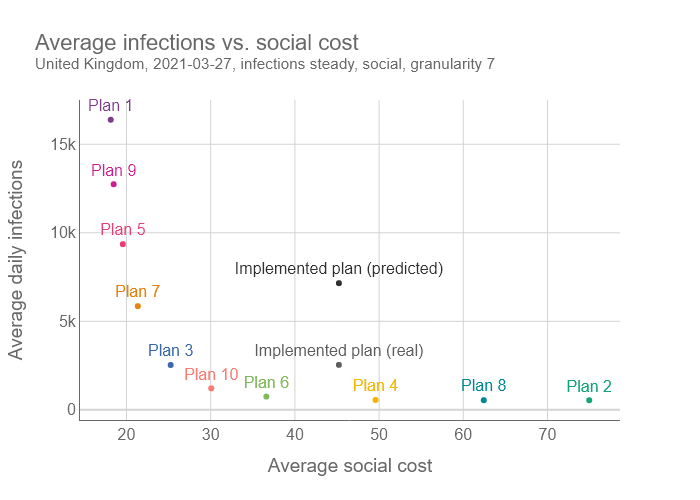 Average infections vs. social cost
United Kingdom, 2021-03-27, infections steady, social, granularity 7
Plan 1
15k
Plan 9
Plan 5
10k
Implemented plan (predicted)
Plan 7
5k
Plan 3
Implemented plan (real)
Plan 10
Plan 6
Plan 4
Plan 8
Plan 2
0
20
30
40
50
60
70
Average social cost
Average daily infections